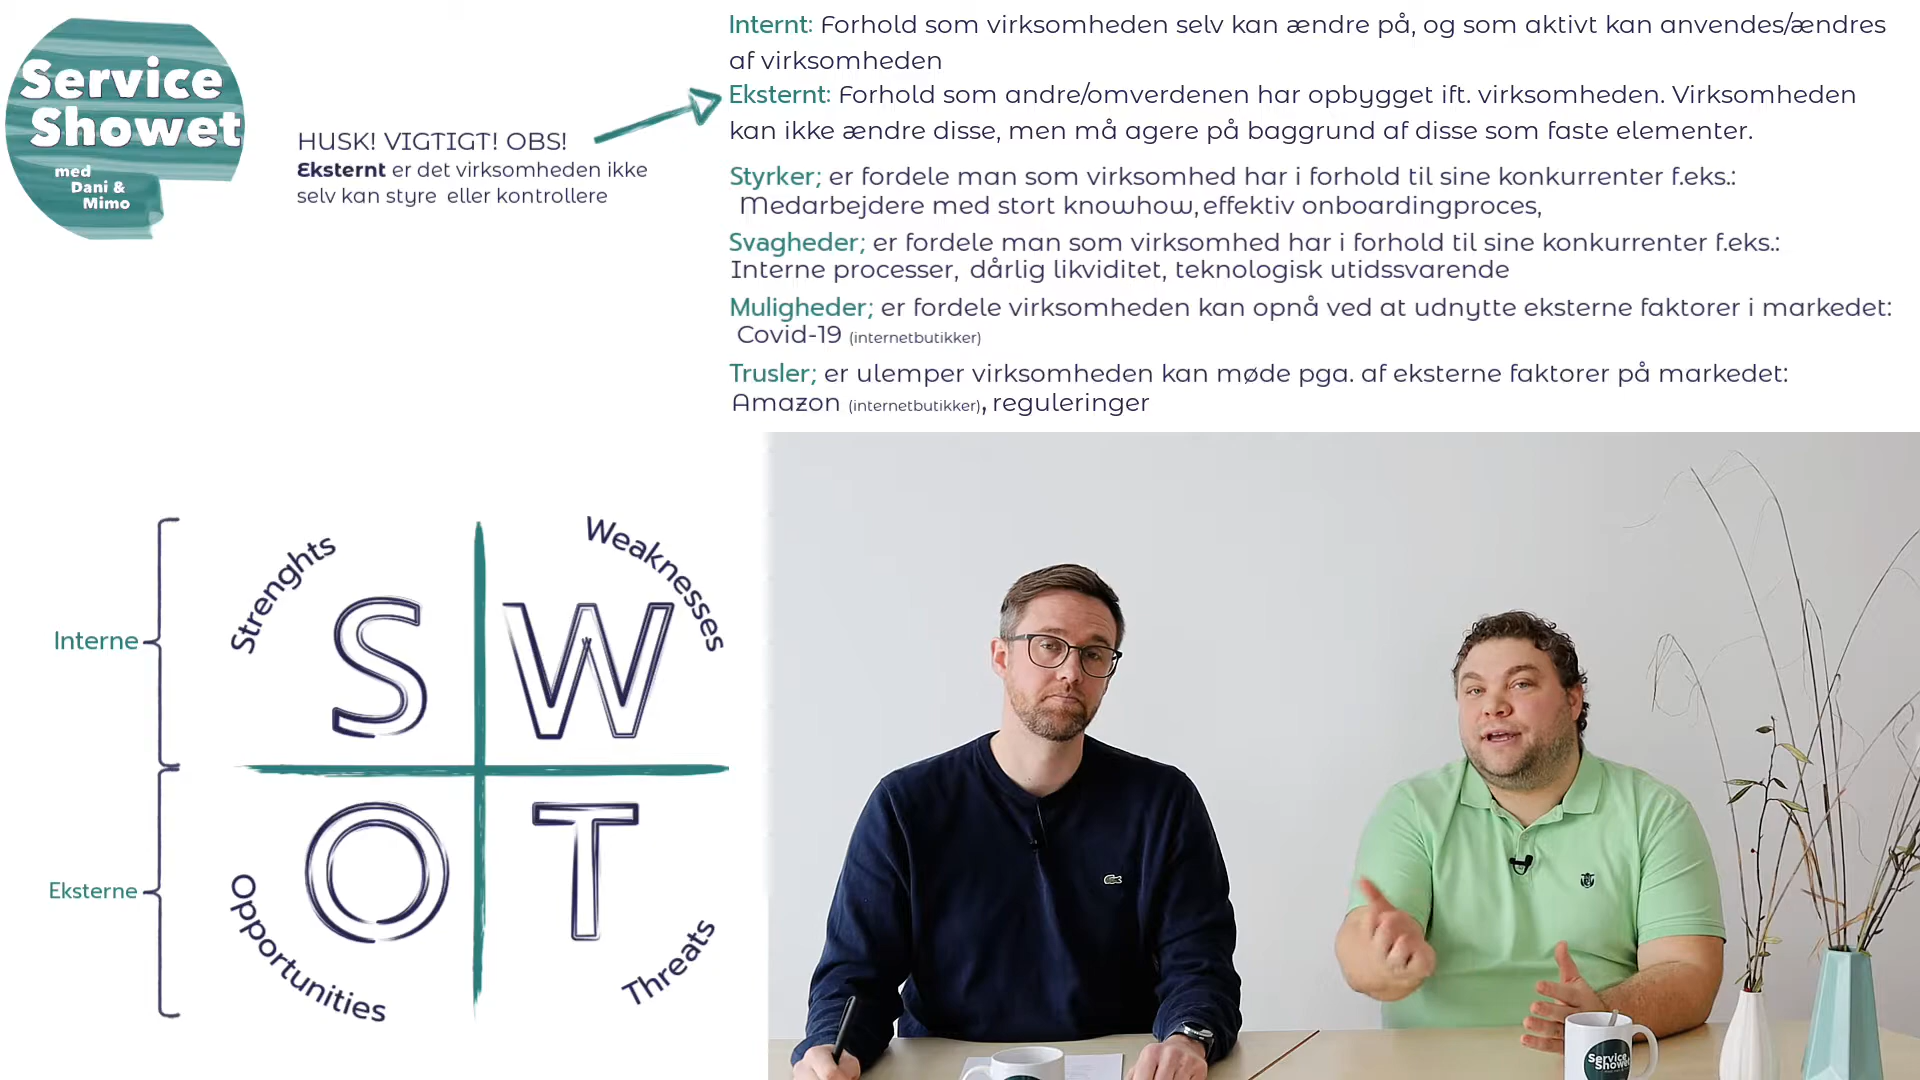 Service
Showet
med
Dani &
Mimo
HUSK! VIGTIGT! OBS!
Eksternt er det virksomheden ikke
selv kan styre eller kontrollere
Internt: Forhold som virksomheden selv kan ændre på, og som aktivt kan anvendes/ændres
af virksomheden
Eksternt: Forhold som andre/omverdenen har opbygget ift. virksomheden. Virksomheden
kan ikke ændre disse, men må agere på baggrund af disse som faste elementer.
Styrker; er fordele man som virksomhed har i forhold til sine konkurrenter f.eks.:
Medarbejdere med stort knowhow, effektiv onboardingproces,
Svagheder; er fordele man som virksomhed har i forhold til sine konkurrenter f.eks.:
Interne processer, dårlig likviditet, teknologisk utidssvarende
Muligheder; er fordele virksomheden kan opnå ved at udnytte eksterne faktorer i markedet:
Covid-19 (internetbutikker)
Trusler; er ulemper virksomheden kan møde pga. af eksterne faktorer på markedet:
Amazon (internetbutikker), reguleringer
Interne
Eksterne
Strenghts
Weaknesses
S W
O T
Opportunities
Threats
Service
Showet